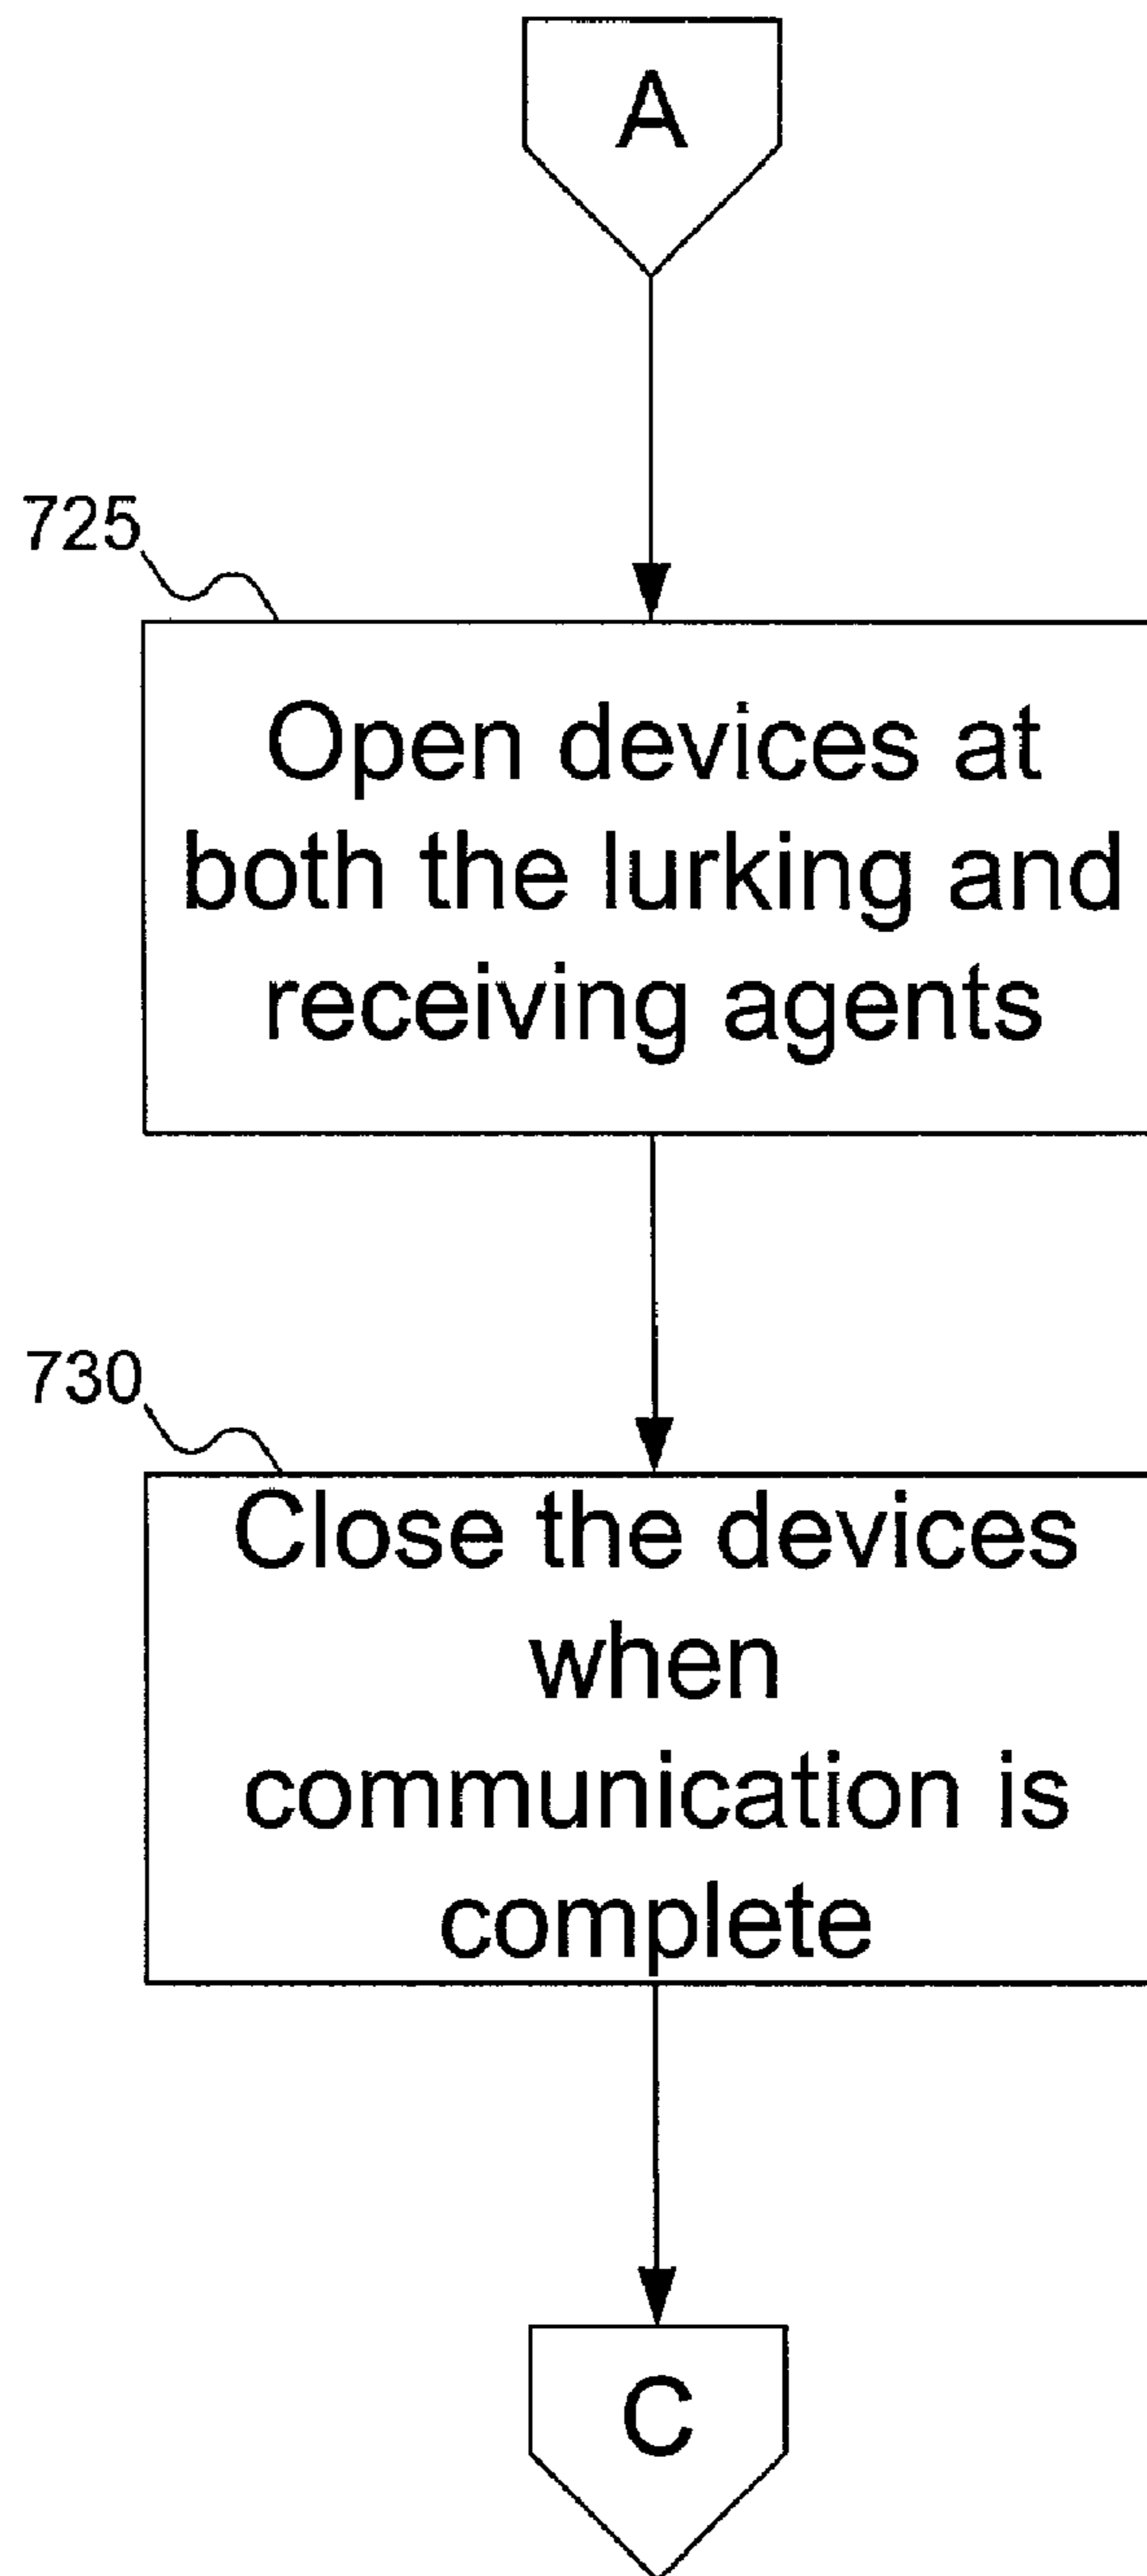 A
725
Open devices at
both the lurking and
receiving agents
730
Close the devices
when
communication is
complete
C